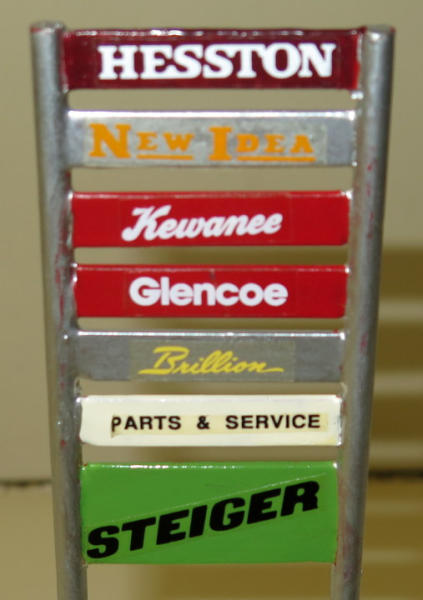 HESSTON
NEW IDEA
Kewanee
Glencoe
Brillion
PARTS & SERVICE
STEIGER